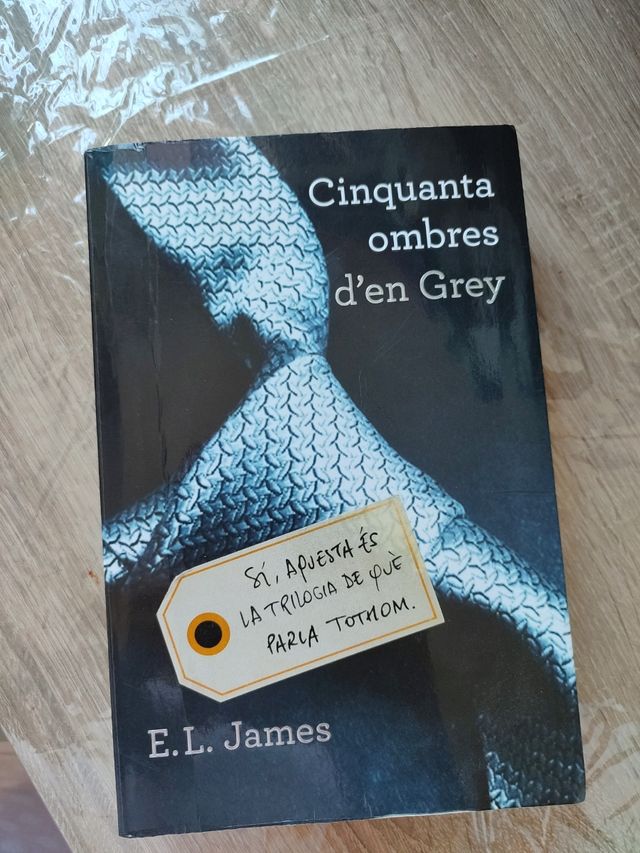 Cinquanta
ombres
d'en Grey
SÍ, AQUESTA ÉS
LA TRILOGIA DE QUÈ
PARLA TOTHOM.
E.L. James